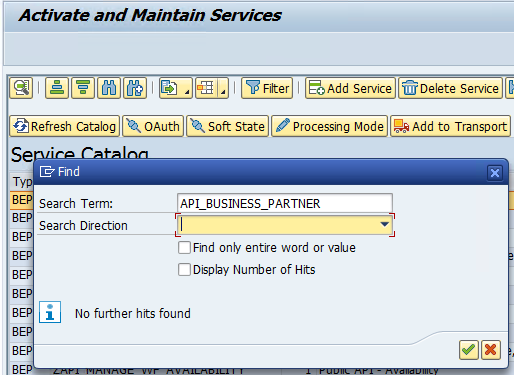 Activate and Maintain Services
Filter
Add Service
Delete Service
Refresh Catalog
OAuth
Soft State
Processing Mode
Add to Transport
Service Catalog
Typ
Find
BEP
Search Term:
API_BUSINESS_PARTNER
BEP
Search Direction
BEP
Find only entire word or value
BEP
Display Number of Hits
BEP
BEP
No further hits found
BEP
BEP
BEP
BEP ZAPI_MANAGE_WF_AVAILABILITY 1 Public API - Availability